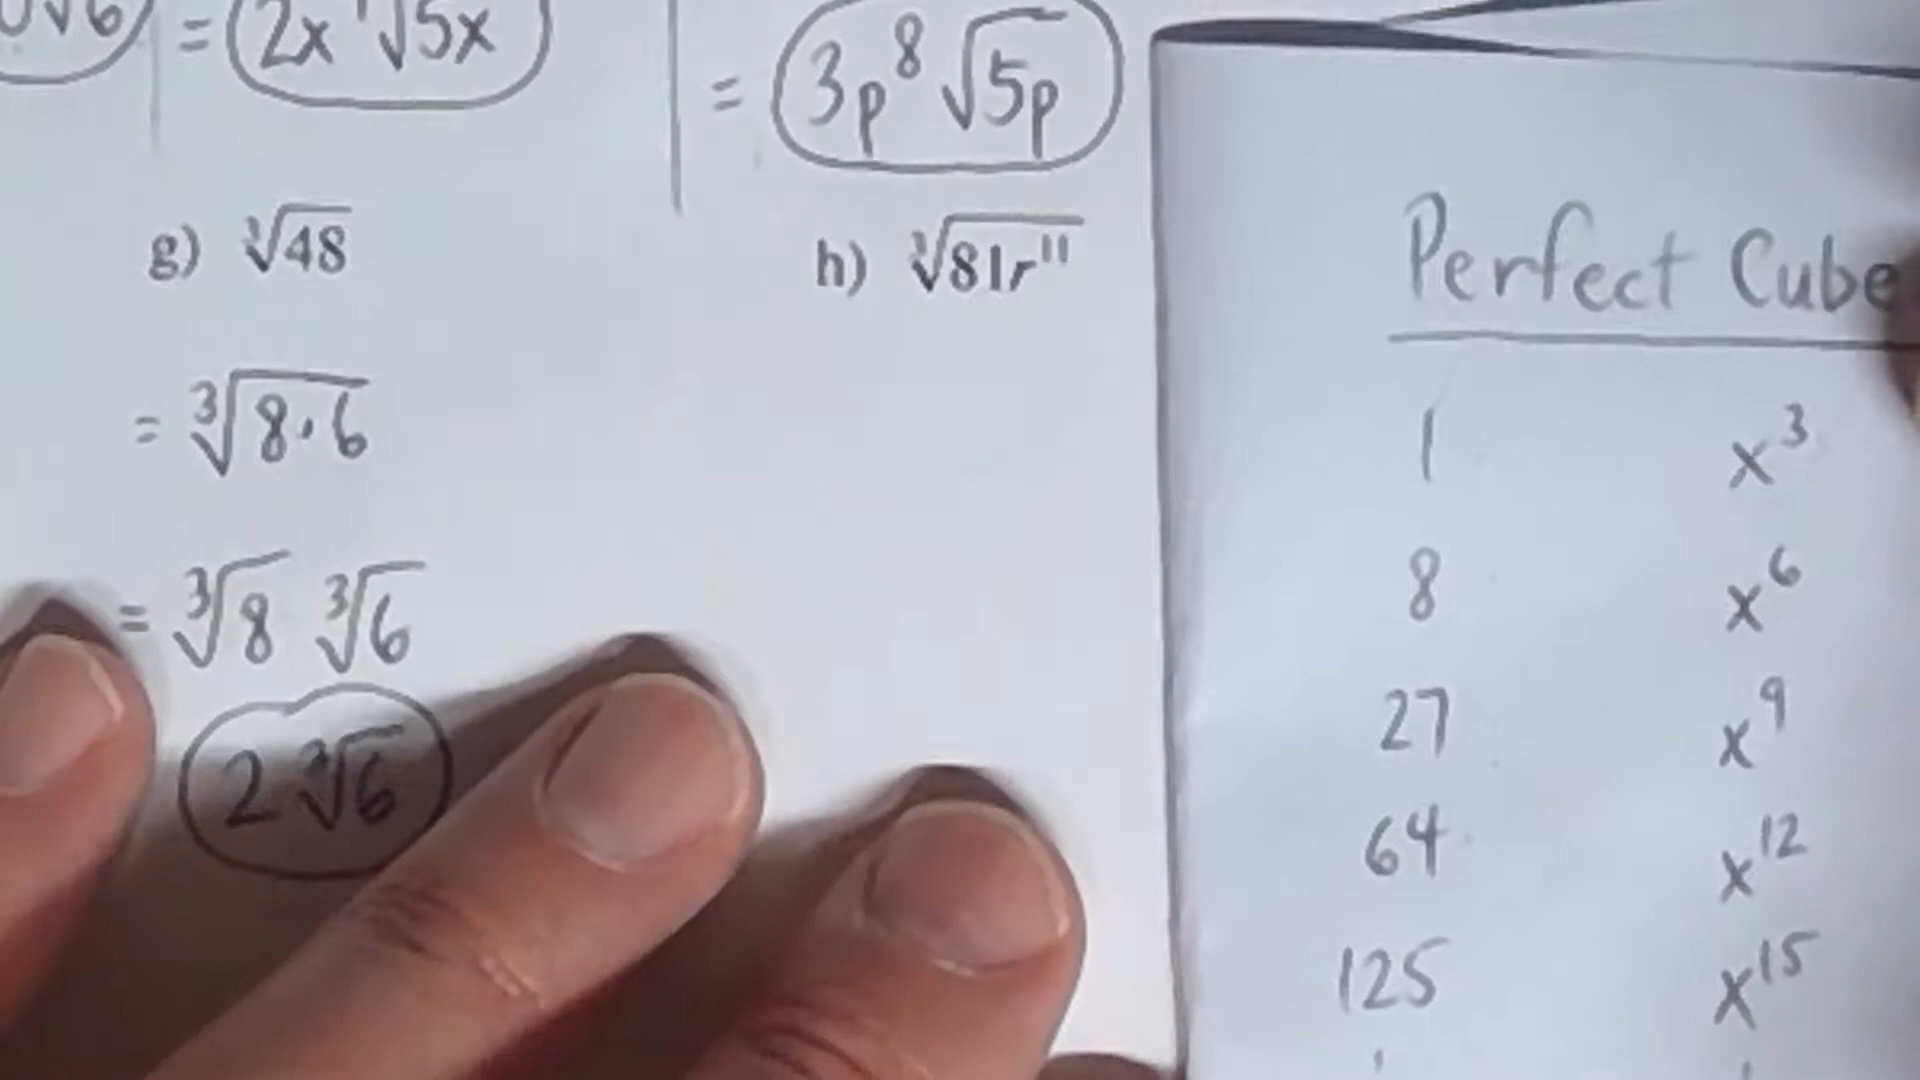 = 2x √5x
= 3p⁸ √5p
g) ∛48
h) ∛81r¹¹
= ∛8·6
= ∛8 ∛6
2 ∛6
Perfect Cube
1 x³
8 x⁶
27 x⁹
64 x¹²
125 x¹⁵